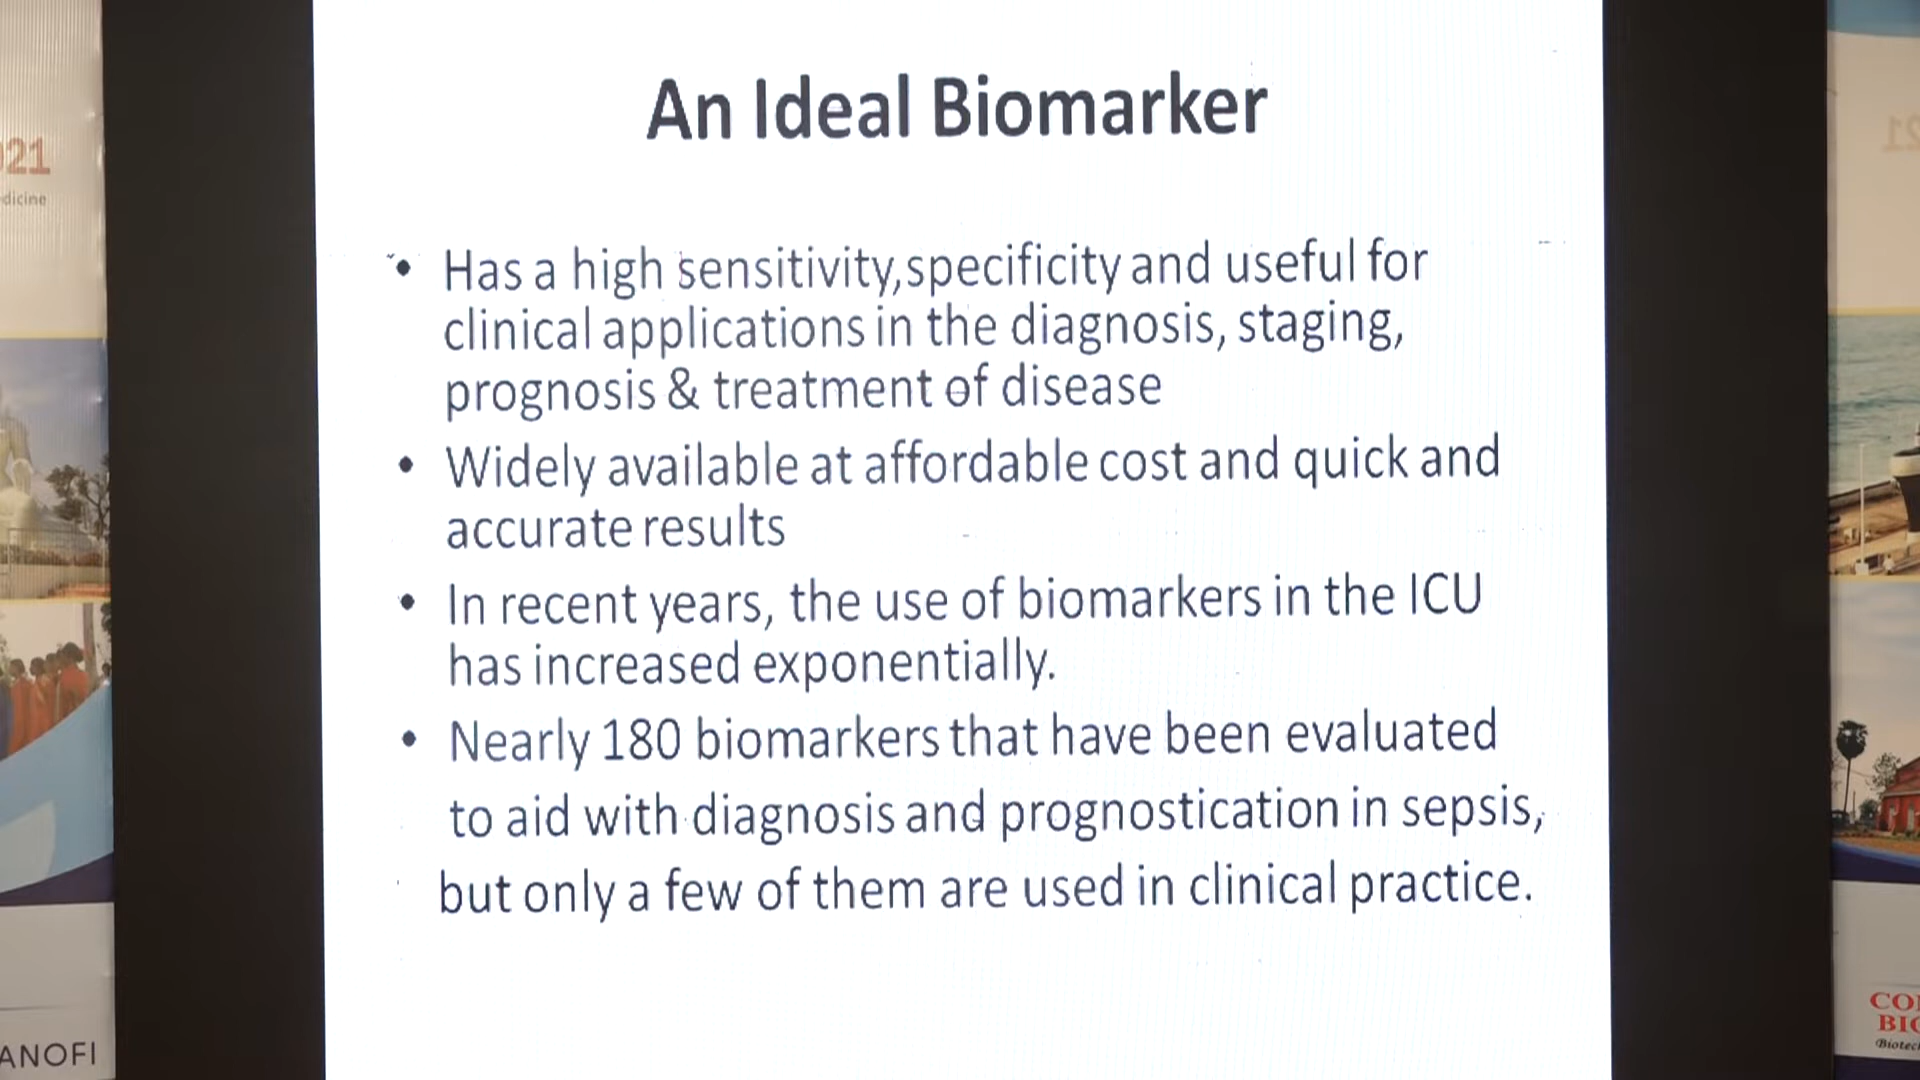 An Ideal Biomarker
• Has a high sensitivity,specificity and useful for
clinical applications in the diagnosis, staging,
prognosis & treatment of disease
• Widely available at affordable cost and quick and
accurate results
• In recent years, the use of biomarkers in the ICU
has increased exponentially.
• Nearly 180 biomarkers that have been evaluated
to aid with diagnosis and prognostication in sepsis,
but only a few of them are used in clinical practice.
21
dicine
ANOFI
21
CO
BIO
Biotec